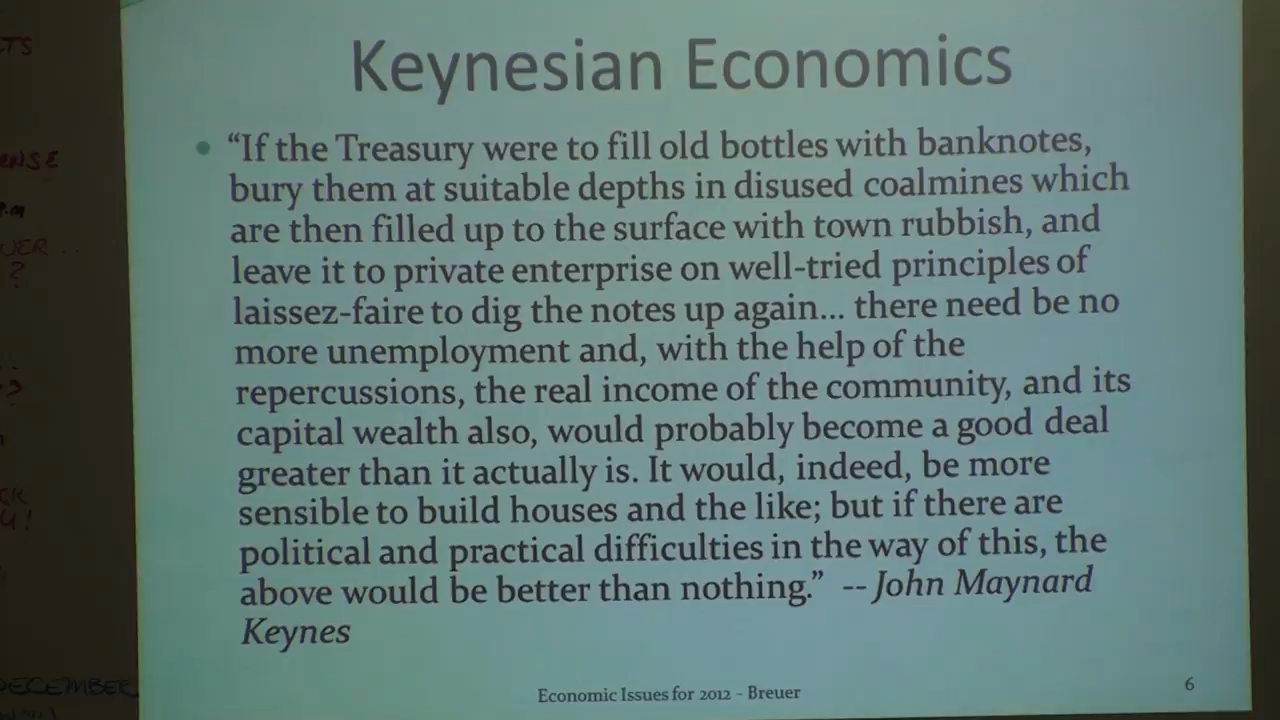 Keynesian Economics
• “If the Treasury were to fill old bottles with banknotes,
bury them at suitable depths in disused coalmines which
are then filled up to the surface with town rubbish, and
leave it to private enterprise on well-tried principles of
laissez-faire to dig the notes up again... there need be no
more unemployment and, with the help of the
repercussions, the real income of the community, and its
capital wealth also, would probably become a good deal
greater than it actually is. It would, indeed, be more
sensible to build houses and the like; but if there are
political and practical difficulties in the way of this, the
above would be better than nothing.” -- John Maynard
Keynes
Economic Issues for 2012 - Breuer
6
DECEMBER